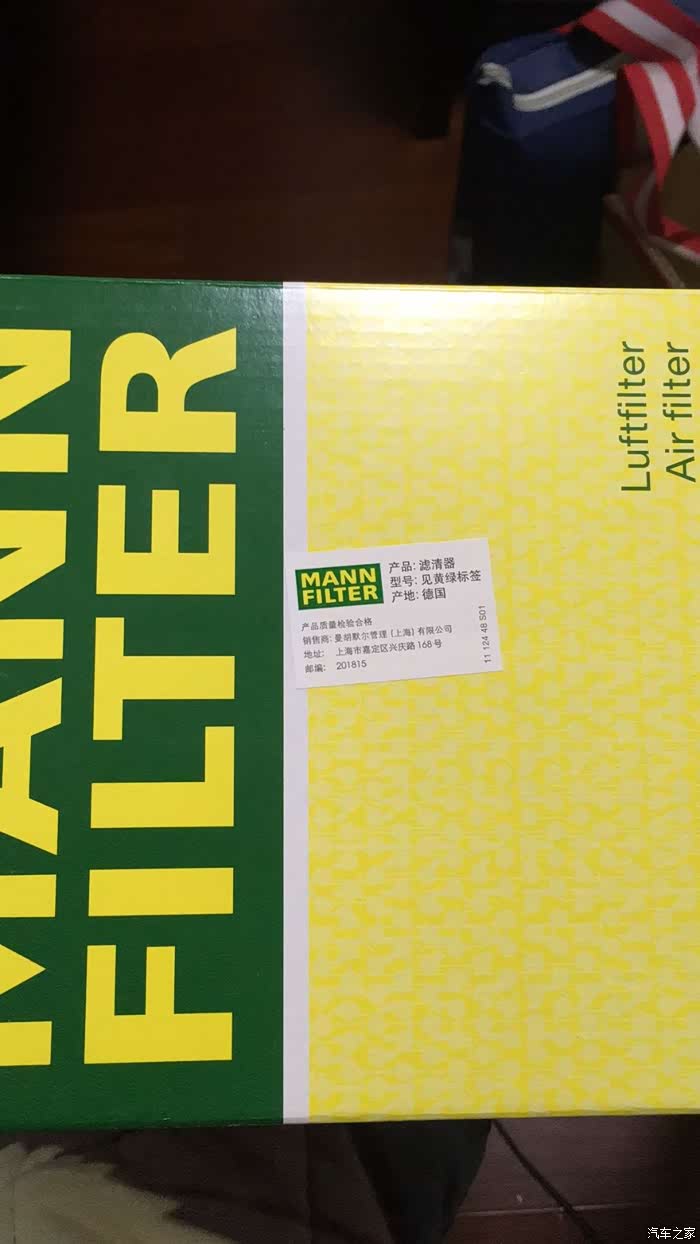 MANN
FILTER
Luftfilter
Air filter
MANN
FILTER
产品: 滤清器
型号: 见黄绿标签
产地: 德国
产品质量检验合格
销售商: 曼胡默尔管理 (上海) 有限公司
地址: 上海市嘉定区兴庆路168号
邮编: 201815
11 124 48 S01
汽车之家